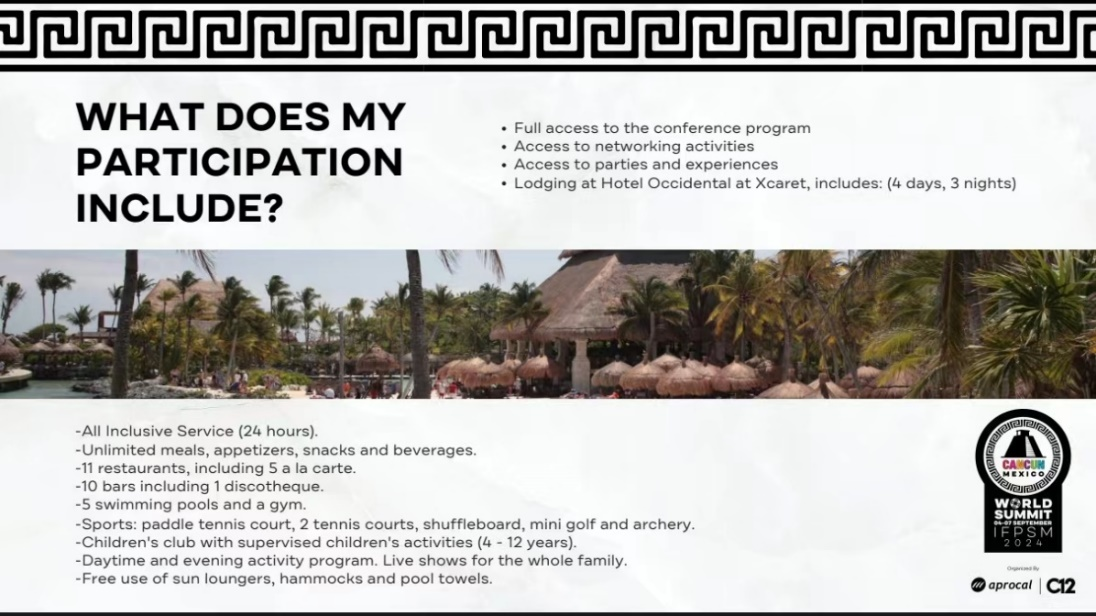 WHAT DOES MY
PARTICIPATION
INCLUDE?
• Full access to the conference program
• Access to networking activities
• Access to parties and experiences
• Lodging at Hotel Occidental at Xcaret, includes: (4 days, 3 nights)
-All Inclusive Service (24 hours).
-Unlimited meals, appetizers, snacks and beverages.
-11 restaurants, including 5 a la carte.
-10 bars including 1 discotheque.
-5 swimming pools and a gym.
-Sports: paddle tennis court, 2 tennis courts, shuffleboard, mini golf and archery.
-Children's club with supervised children's activities (4 - 12 years).
-Daytime and evening activity program. Live shows for the whole family.
-Free use of sun loungers, hammocks and pool towels.
CANCUN
MEXICO
WORLD
SUMMIT
04-07 SEPTEMBER
IFPSM
2024
Organized By
aprocal | C12